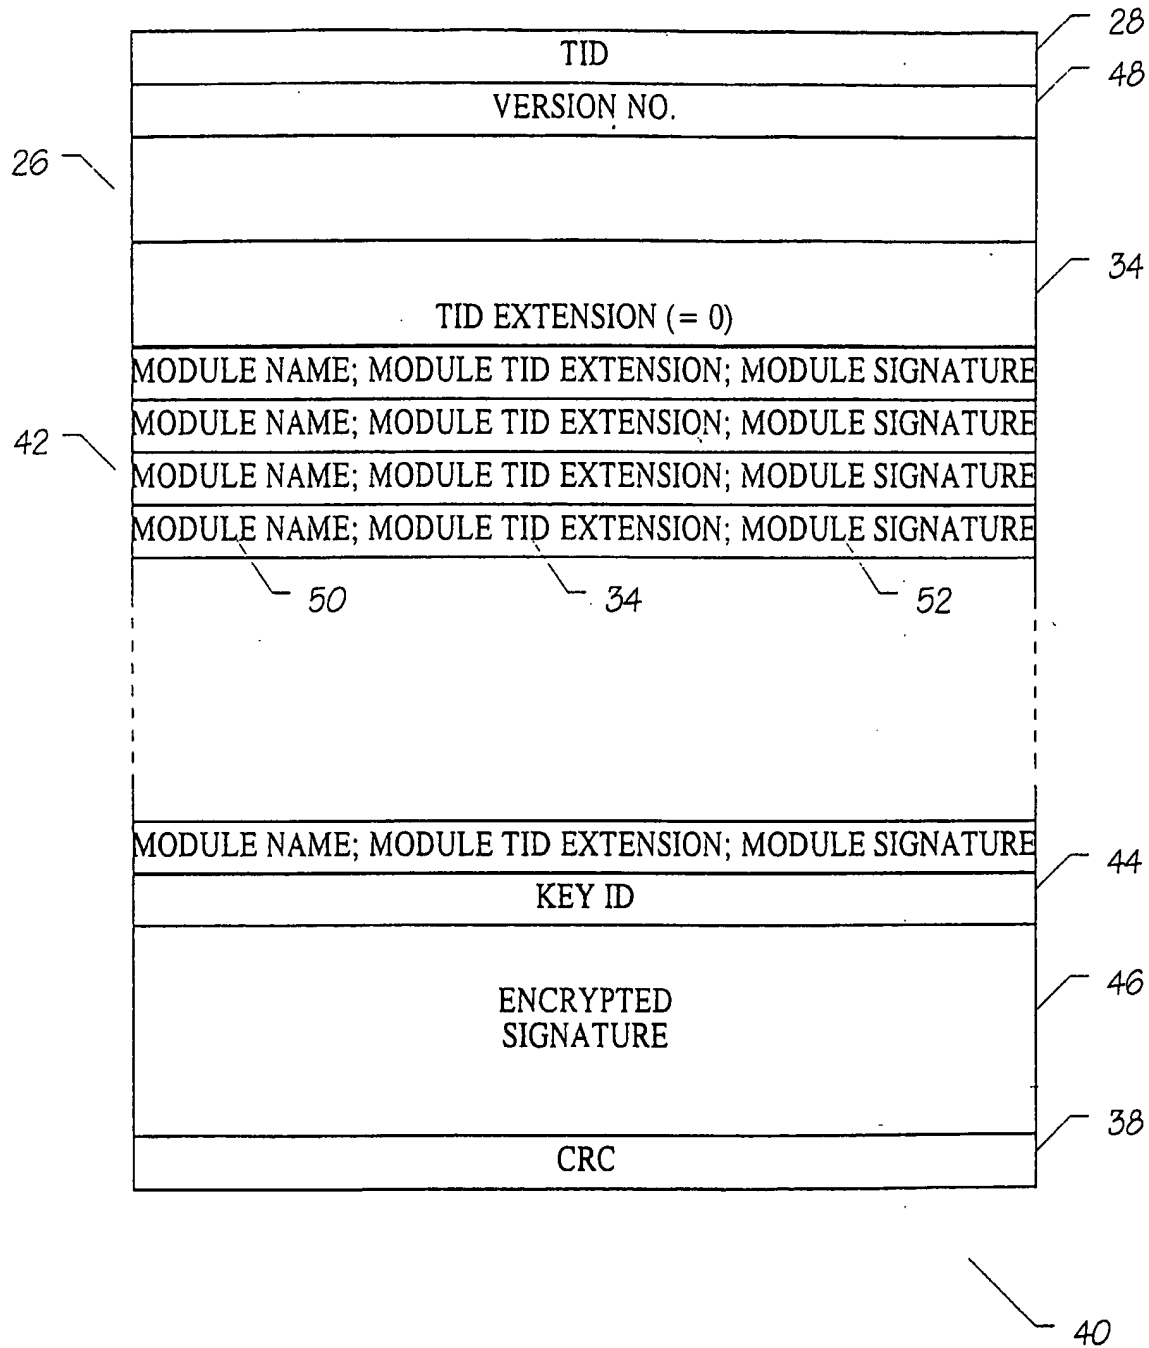 28
TID
48
VERSION NO.
26
34
TID EXTENSION (= 0)
MODULE NAME; MODULE TID EXTENSION; MODULE SIGNATURE
MODULE NAME; MODULE TID EXTENSION; MODULE SIGNATURE
42
MODULE NAME; MODULE TID EXTENSION; MODULE SIGNATURE
MODULE NAME; MODULE TID EXTENSION; MODULE SIGNATURE
50 34 52
MODULE NAME; MODULE TID EXTENSION; MODULE SIGNATURE
44
KEY ID
46
ENCRYPTED
SIGNATURE
38
CRC
40